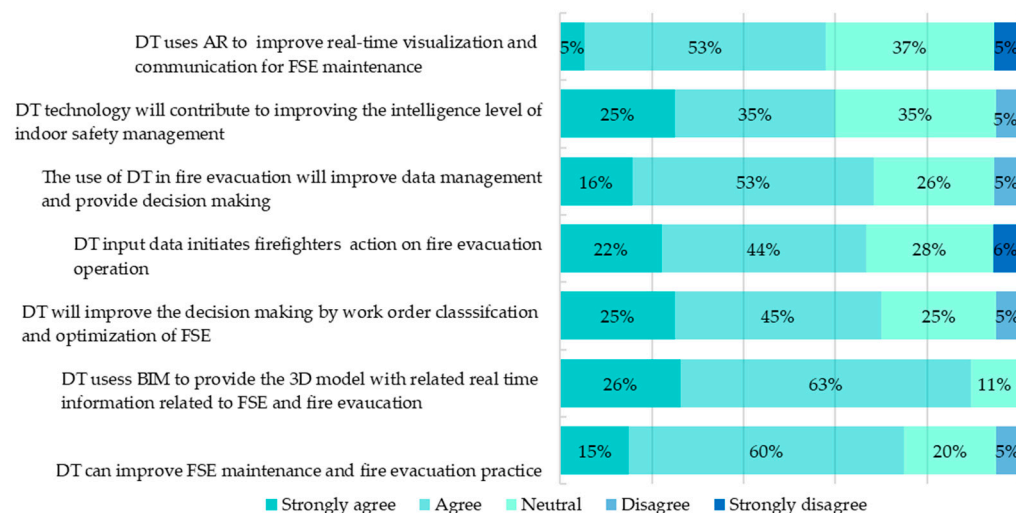 DT uses AR to improve real-time visualization and
communication for FSE maintenance
5% 53% 37% 5%
DT technology will contribute to improving the intelligence level of
indoor safety management
25% 35% 35% 5%
The use of DT in fire evacuation will improve data management
and provide decision making
16% 53% 26% 5%
DT input data initiates firefighters action on fire evacuation
operation
22% 44% 28% 6%
DT will improve the decision making by work order classsifcation
and optimization of FSE
25% 45% 25% 5%
DT usess BIM to provide the 3D model with related real time
information related to FSE and fire evaucation
26% 63% 11%
DT can improve FSE maintenance and fire evacuation practice
15% 60% 20% 5%
Strongly agree Agree Neutral Disagree Strongly disagree